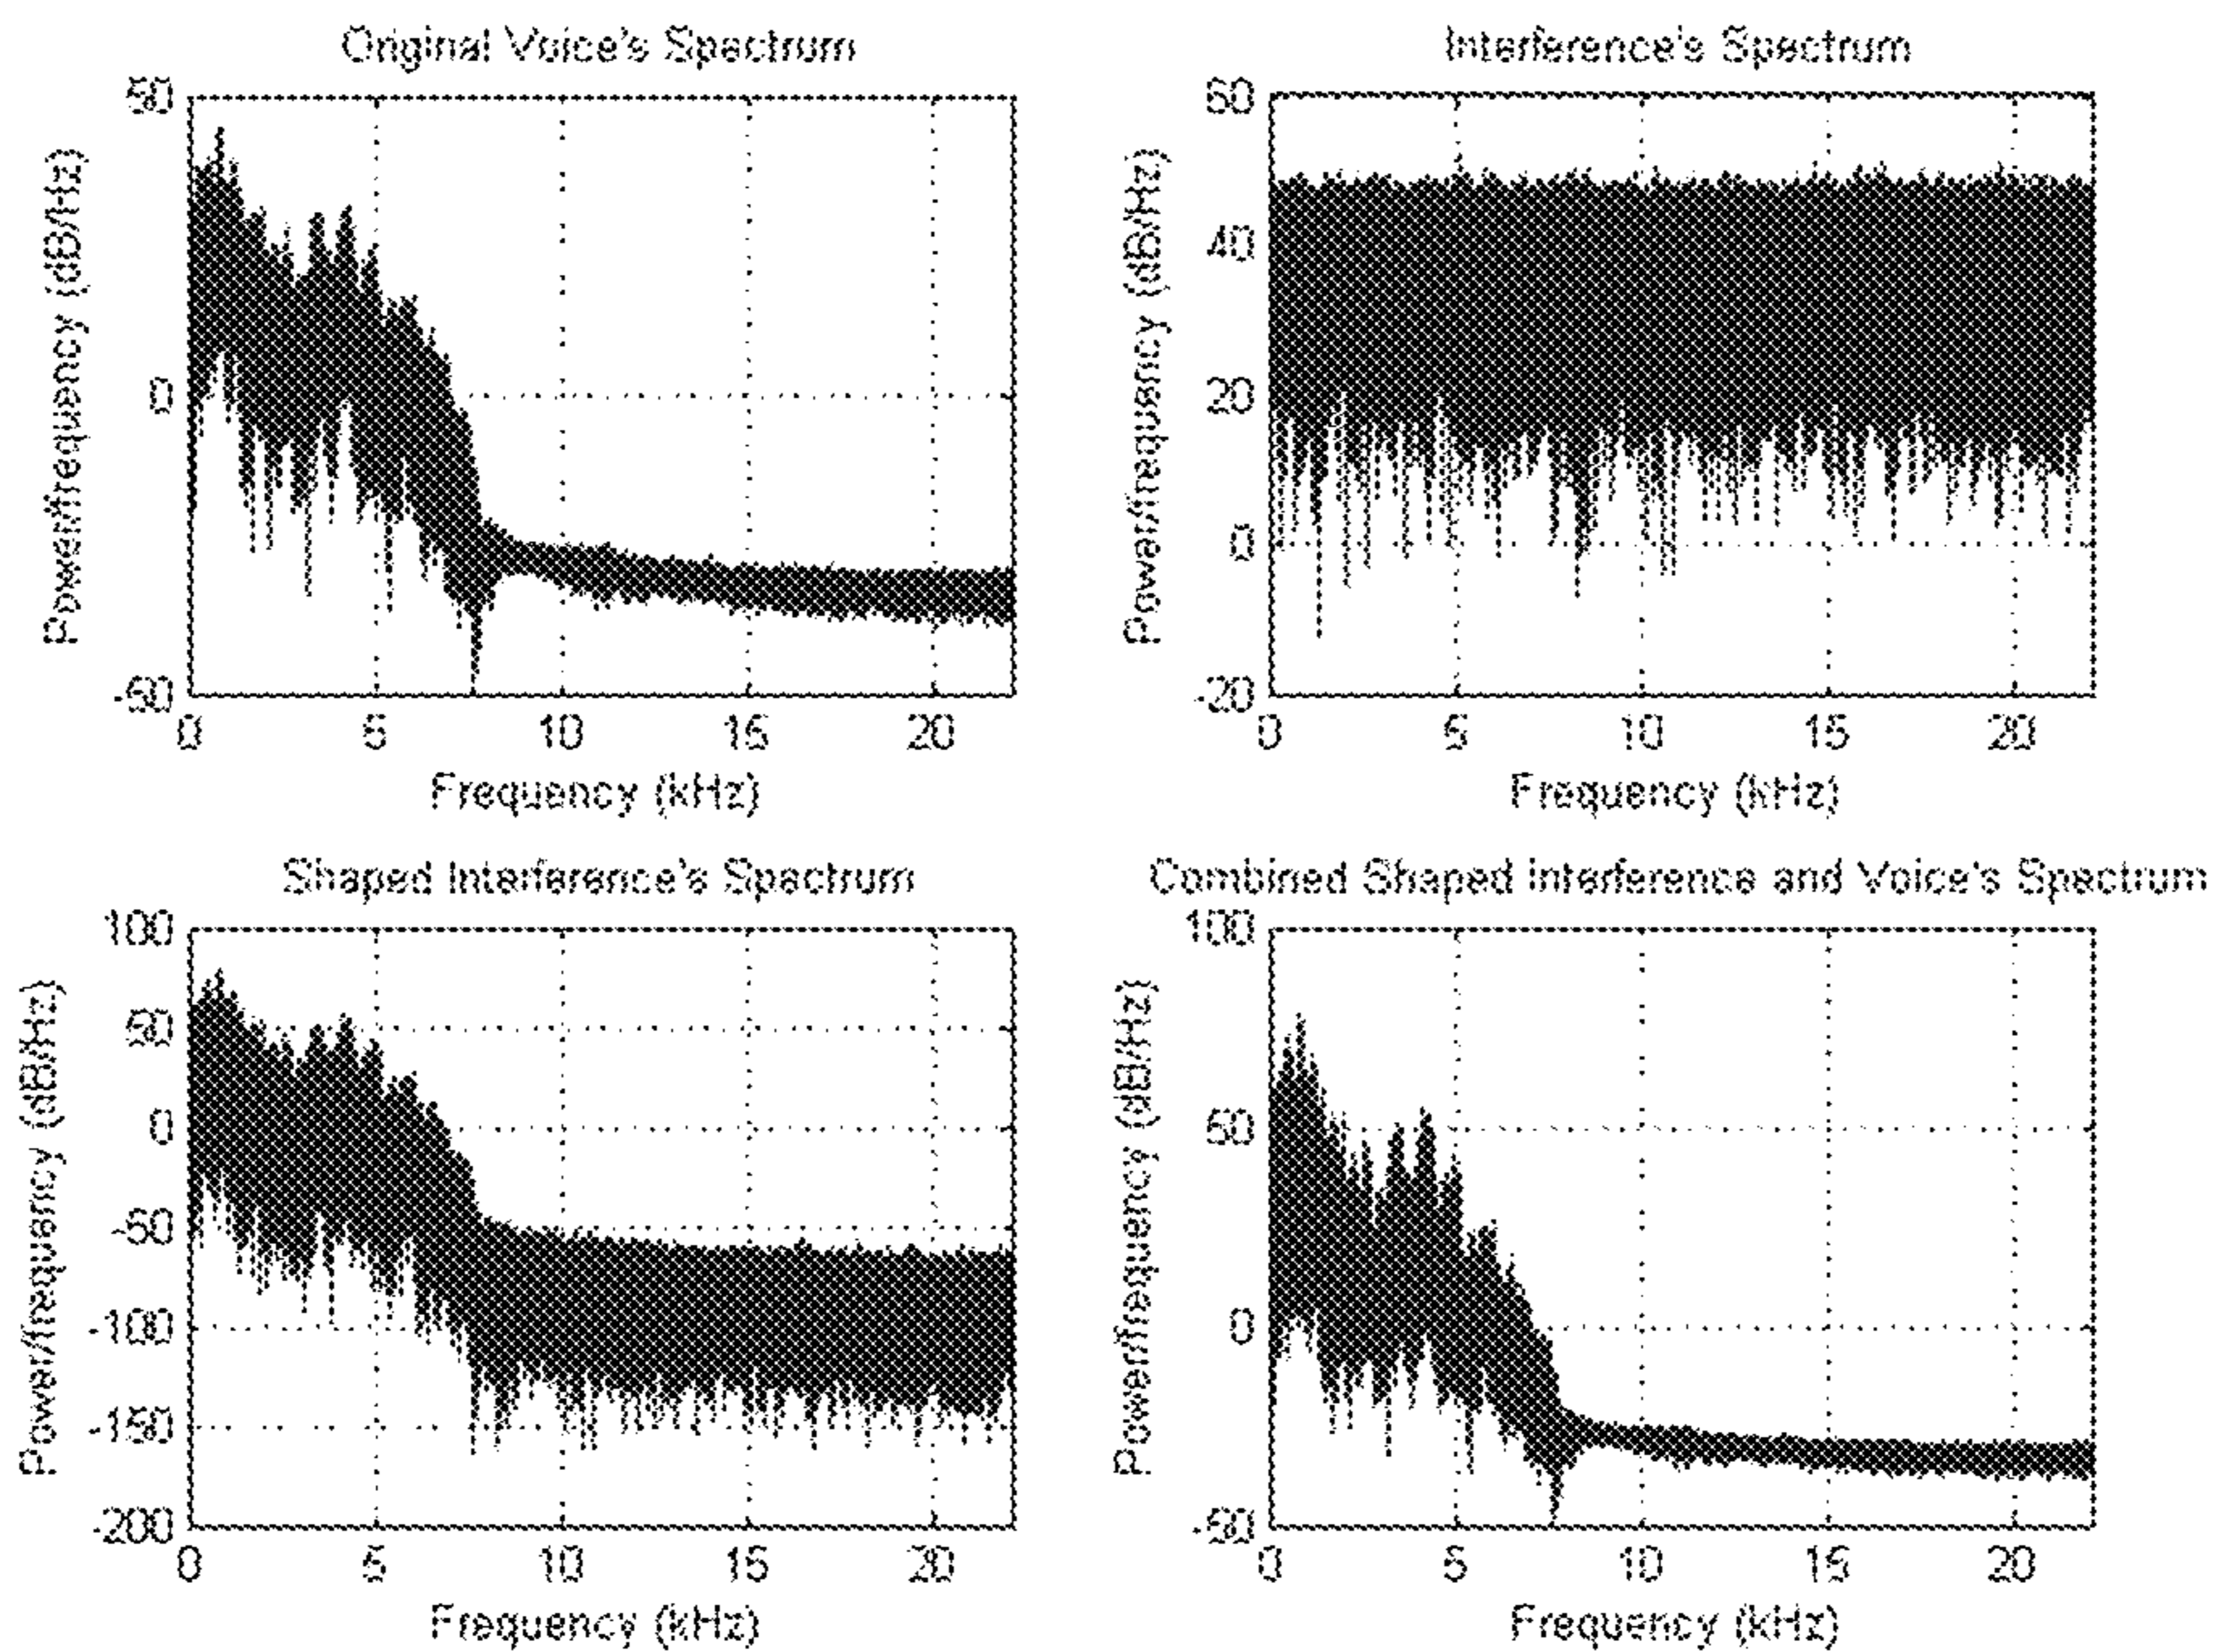 Original Voice's Spectrum
Power/frequency (dB/Hz)
50
0
-50
0 5 10 15 20
Frequency (kHz)
Interference's Spectrum
Power/frequency (dB/Hz)
60
40
20
0
-20
0 5 10 15 20
Frequency (kHz)
Shaped Interference's Spectrum
Power/frequency (dB/Hz)
100
50
0
-50
-100
-150
-200
0 5 10 15 20
Frequency (kHz)
Combined Shaped interference and Voice's Spectrum
Power/frequency (dB/Hz)
100
50
0
-50
0 5 10 15 20
Frequency (kHz)